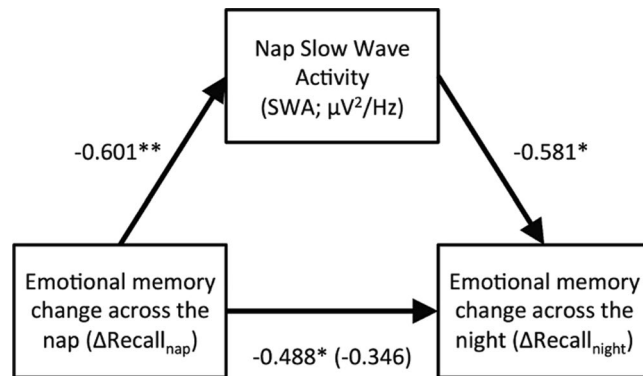 Nap Slow Wave
Activity
(SWA; µV²/Hz)
-0.601**
-0.581*
Emotional memory
change across the
nap (ΔRecallnap)
Emotional memory
change across the
night (ΔRecallnight)
-0.488* (-0.346)